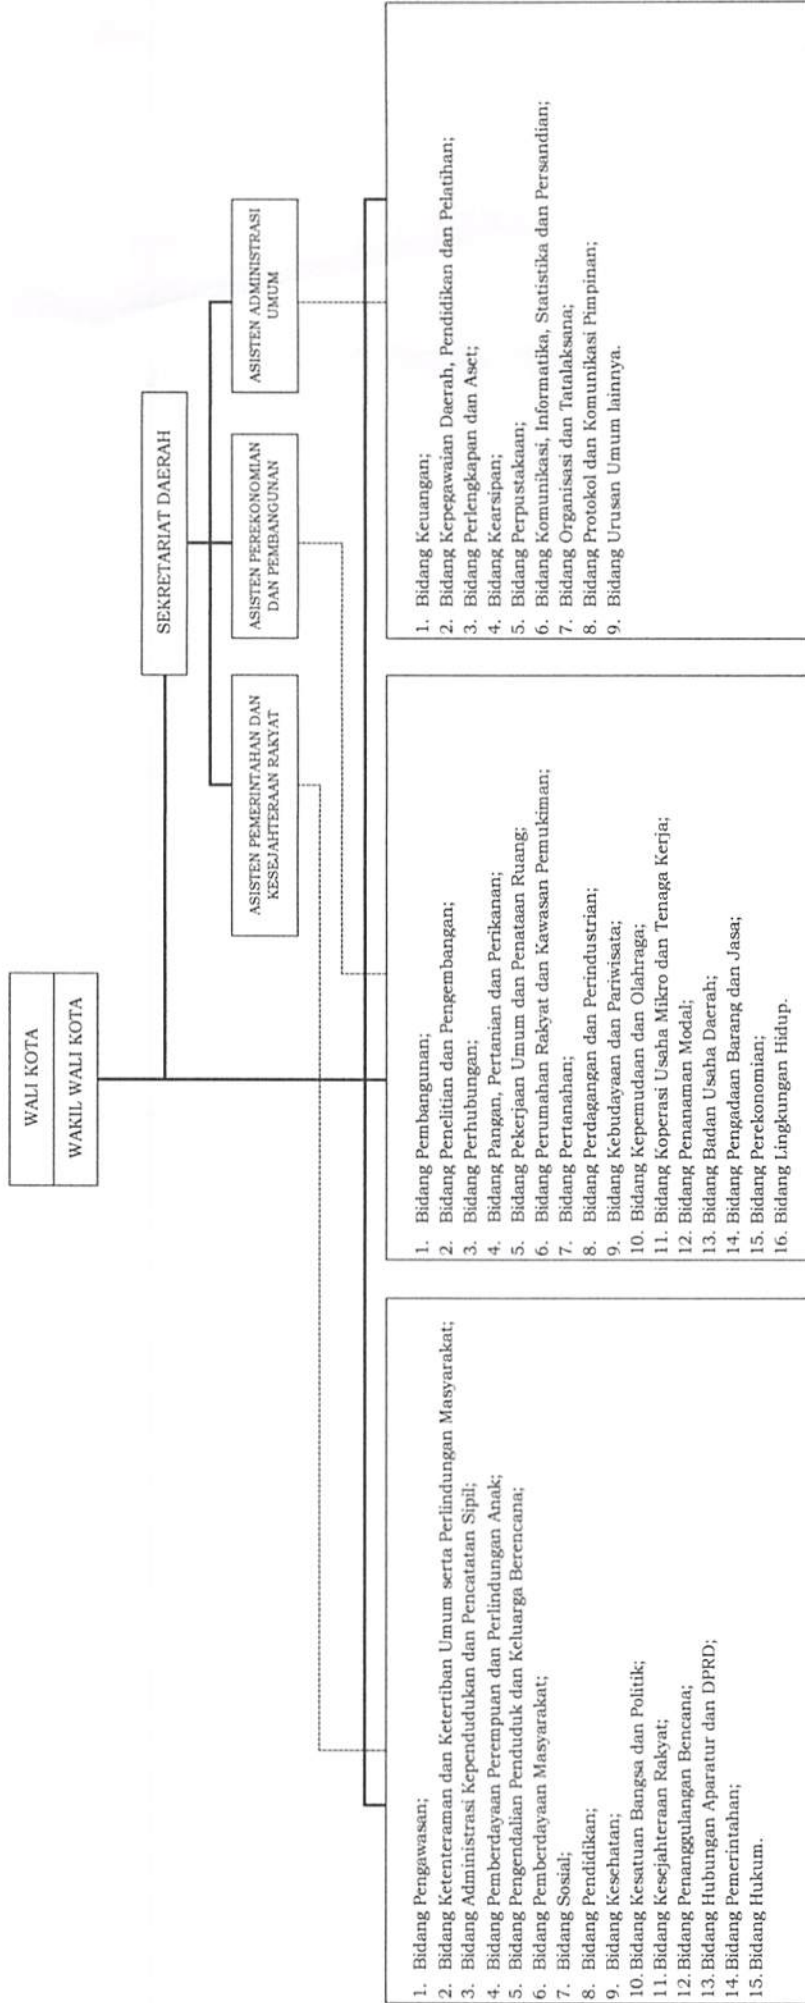 WALI KOTA
WAKIL WALI KOTA
SEKRETARIAT DAERAH
ASISTEN PEMERINTAHAN DAN
KESEJAHTERAAN RAKYAT
ASISTEN PEREKONOMIAN
DAN PEMBANGUNAN
ASISTEN ADMINISTRASI
UMUM
1. Bidang Pengawasan;
2. Bidang Ketenteraman dan Ketertiban Umum serta Perlindungan Masyarakat;
3. Bidang Administrasi Kependudukan dan Pencatatan Sipil;
4. Bidang Pemberdayaan Perempuan dan Perlindungan Anak;
5. Bidang Pengendalian Penduduk dan Keluarga Berencana;
6. Bidang Pemberdayaan Masyarakat;
7. Bidang Sosial;
8. Bidang Pendidikan;
9. Bidang Kesehatan;
10. Bidang Kesatuan Bangsa dan Politik;
11. Bidang Kesejahteraan Rakyat;
12. Bidang Penanggulangan Bencana;
13. Bidang Hubungan Aparatur dan DPRD;
14. Bidang Pemerintahan;
15. Bidang Hukum.
1. Bidang Pembangunan;
2. Bidang Penelitian dan Pengembangan;
3. Bidang Perhubungan;
4. Bidang Pangan, Pertanian dan Perikanan;
5. Bidang Pekerjaan Umum dan Penataan Ruang;
6. Bidang Perumahan Rakyat dan Kawasan Pemukiman;
7. Bidang Pertanahan;
8. Bidang Perdagangan dan Perindustrian;
9. Bidang Kebudayaan dan Pariwisata;
10. Bidang Kepemudaan dan Olahraga;
11. Bidang Koperasi Usaha Mikro dan Tenaga Kerja;
12. Bidang Penanaman Modal;
13. Bidang Badan Usaha Daerah;
14. Bidang Pengadaan Barang dan Jasa;
15. Bidang Perekonomian;
16. Bidang Lingkungan Hidup.
1. Bidang Keuangan;
2. Bidang Kepegawaian Daerah, Pendidikan dan Pelatihan;
3. Bidang Perlengkapan dan Aset;
4. Bidang Kearsipan;
5. Bidang Perpustakaan;
6. Bidang Komunikasi, Informatika, Statistika dan Persandian;
7. Bidang Organisasi dan Tatalaksana;
8. Bidang Protokol dan Komunikasi Pimpinan;
9. Bidang Urusan Umum lainnya.